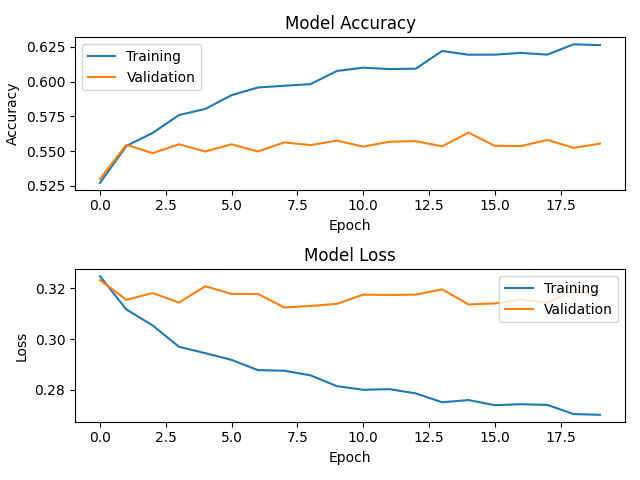 Model Accuracy
0.625
0.600
0.575
0.550
0.525
Accuracy
Training
Validation
0.0 2.5 5.0 7.5 10.0 12.5 15.0 17.5
Epoch
Model Loss
0.32
0.30
0.28
Loss
Training
Validation
0.0 2.5 5.0 7.5 10.0 12.5 15.0 17.5
Epoch